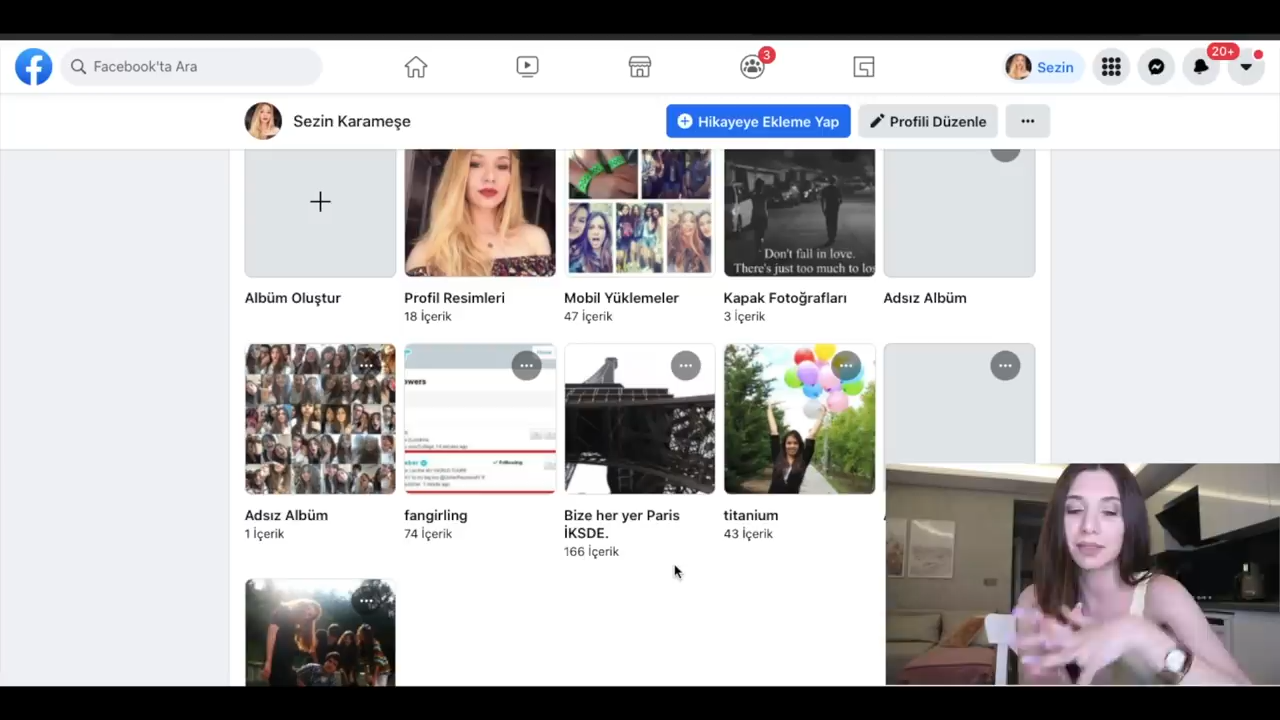 Facebook'ta Ara
3
Sezin
20+
Sezin Karameşe
Hikayeye Ekleme Yap
Profili Düzenle
Don't fall in love.
There's just too much to los
Albüm Oluştur
Profil Resimleri
18 İçerik
Mobil Yüklemeler
47 İçerik
Kapak Fotoğrafları
3 İçerik
Adsız Albüm
Adsız Albüm
1 İçerik
fangirling
74 İçerik
Bize her yer Paris
İKSDE.
166 İçerik
titanium
43 İçerik